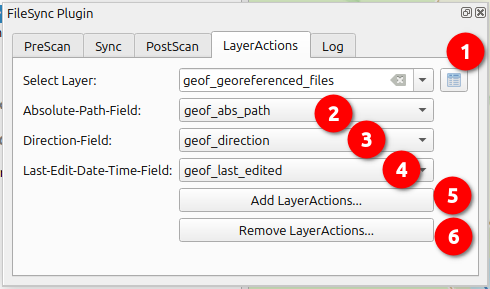 FileSync Plugin
PreScan Sync PostScan LayerActions Log
1
Select Layer: geof_georeferenced_files
Absolute-Path-Field: geof_abs_path 2
Direction-Field: geof_direction 3
Last-Edit-Date-Time-Field: geof_last_edited 4
Add LayerActions... 5
Remove LayerActions... 6